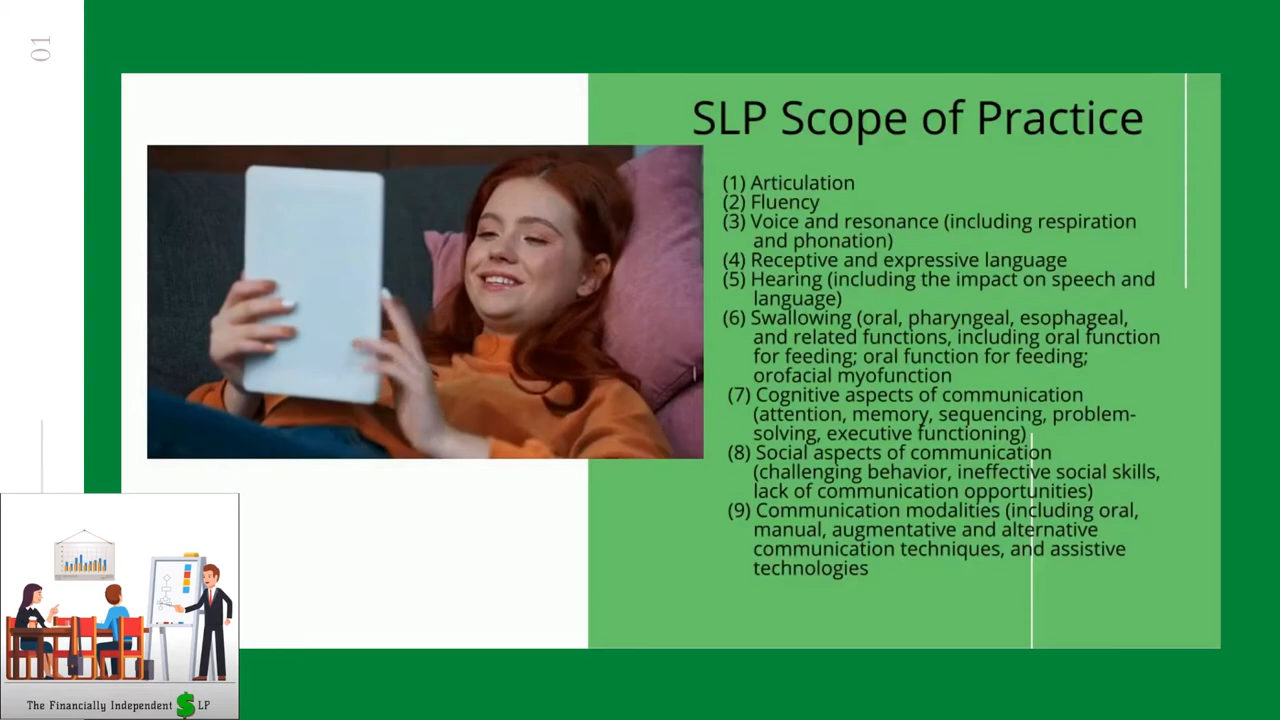 01
SLP Scope of Practice
(1) Articulation
(2) Fluency
(3) Voice and resonance (including respiration
and phonation)
(4) Receptive and expressive language
(5) Hearing (including the impact on speech and
language)
(6) Swallowing (oral, pharyngeal, esophageal,
and related functions, including oral function
for feeding; oral function for feeding;
orofacial myofunction
(7) Cognitive aspects of communication
(attention, memory, sequencing, problem-
solving, executive functioning)
(8) Social aspects of communication
(challenging behavior, ineffective social skills,
lack of communication opportunities)
(9) Communication modalities (including oral,
manual, augmentative and alternative
communication techniques, and assistive
technologies
The Financially Independent $LP